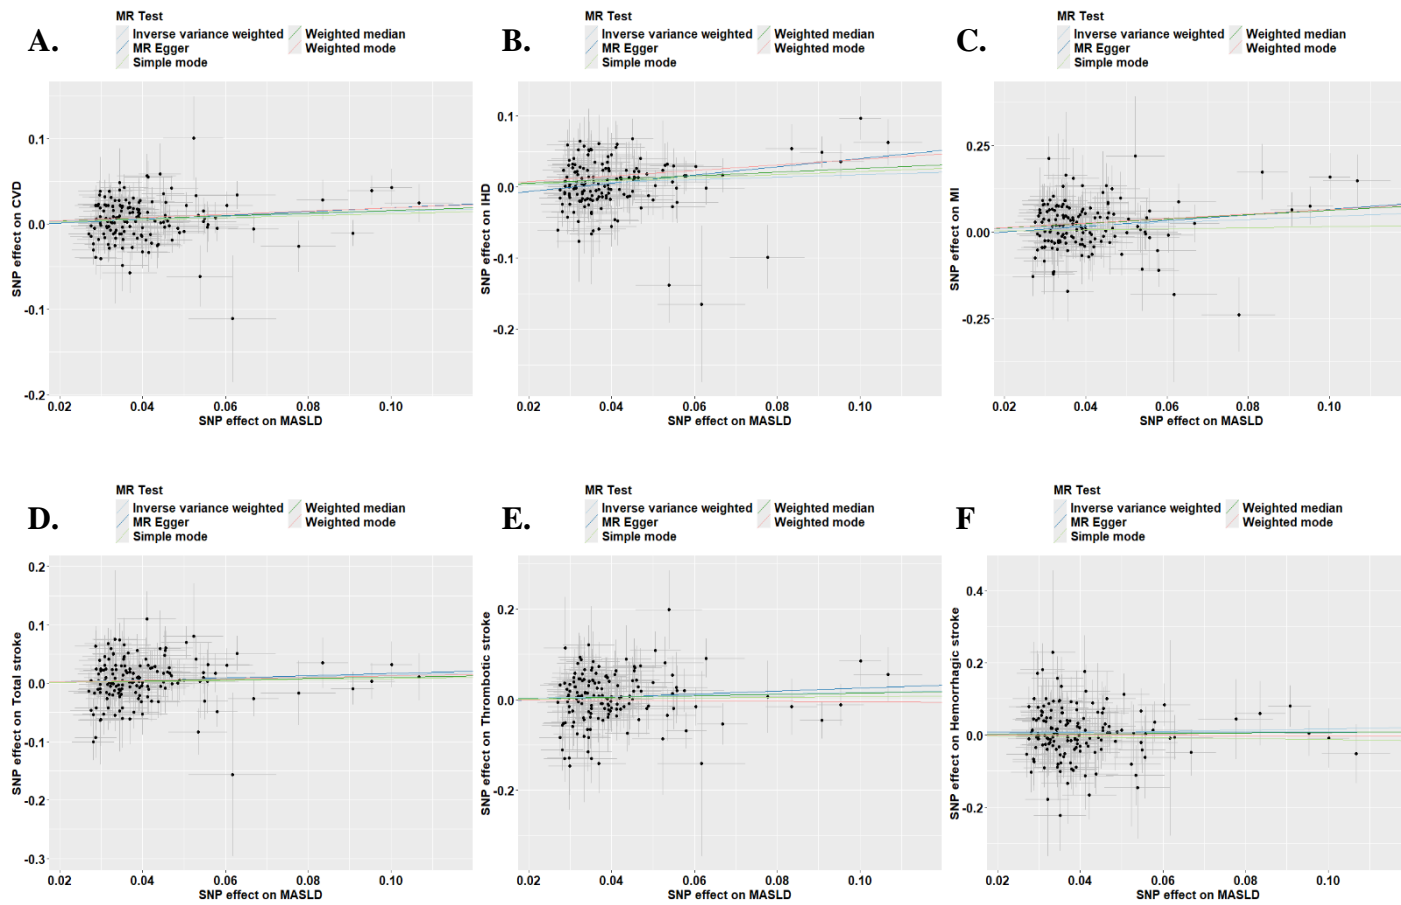 A.
MR Test
Inverse variance weighted
Weighted median
MR Egger
Weighted mode
Simple mode
SNP effect on CVD
0.1
0.0
-0.1
-0.2
0.02 0.04 0.06 0.08 0.10
SNP effect on MASLD
B.
MR Test
Inverse variance weighted
Weighted median
MR Egger
Weighted mode
Simple mode
SNP effect on IHD
0.1
0.0
-0.1
-0.2
0.02 0.04 0.06 0.08 0.10
SNP effect on MASLD
C.
MR Test
Inverse variance weighted
Weighted median
MR Egger
Weighted mode
Simple mode
SNP effect on MI
0.25
0.00
-0.25
0.02 0.04 0.06 0.08 0.10
SNP effect on MASLD
D.
MR Test
Inverse variance weighted
Weighted median
MR Egger
Weighted mode
Simple mode
SNP effect on Total stroke
0.2
0.1
0.0
-0.1
-0.2
-0.3
0.02 0.04 0.06 0.08 0.10
SNP effect on MASLD
E.
MR Test
Inverse variance weighted
Weighted median
MR Egger
Weighted mode
Simple mode
SNP effect on Thrombotic stroke
0.2
0.0
-0.2
0.02 0.04 0.06 0.08 0.10
SNP effect on MASLD
F
MR Test
Inverse variance weighted
Weighted median
MR Egger
Weighted mode
Simple mode
SNP effect on Hemorrhagic stroke
0.4
0.2
0.0
-0.2
0.02 0.04 0.06 0.08 0.10
SNP effect on MASLD